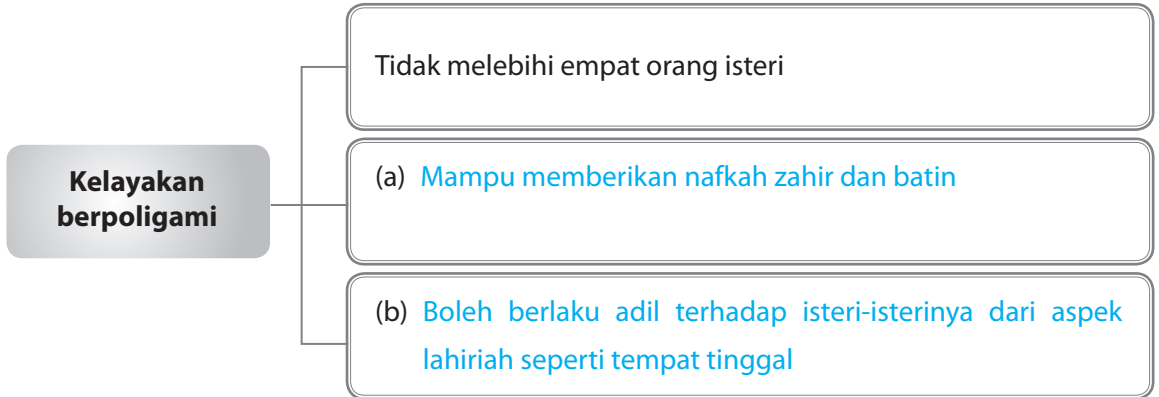 Kelayakan
berpoligami
Tidak melebihi empat orang isteri
(a) Mampu memberikan nafkah zahir dan batin
(b) Boleh berlaku adil terhadap isteri-isterinya dari aspek
lahiriah seperti tempat tinggal